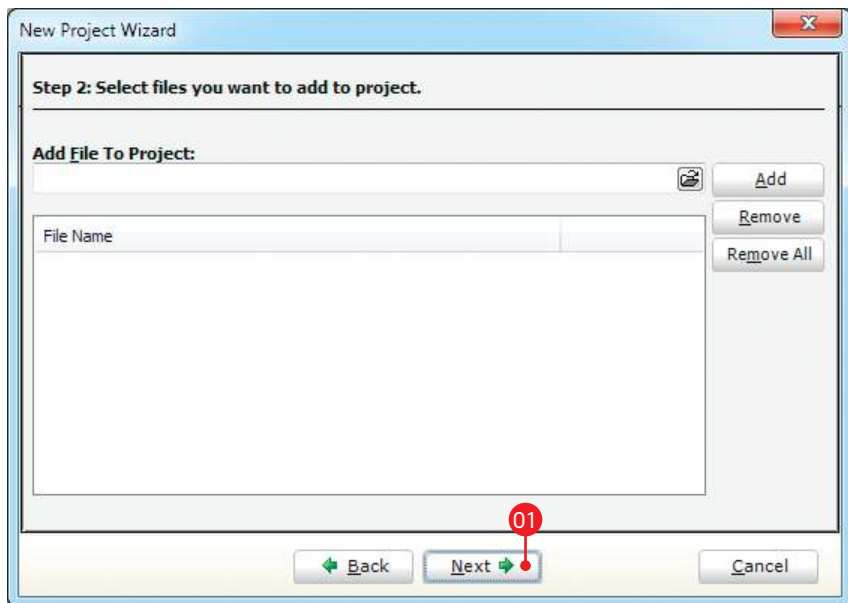 New Project Wizard
Step 2: Select files you want to add to project.
Add File To Project:
Add
Remove
File Name
Remove All
01
Back
Next
Cancel